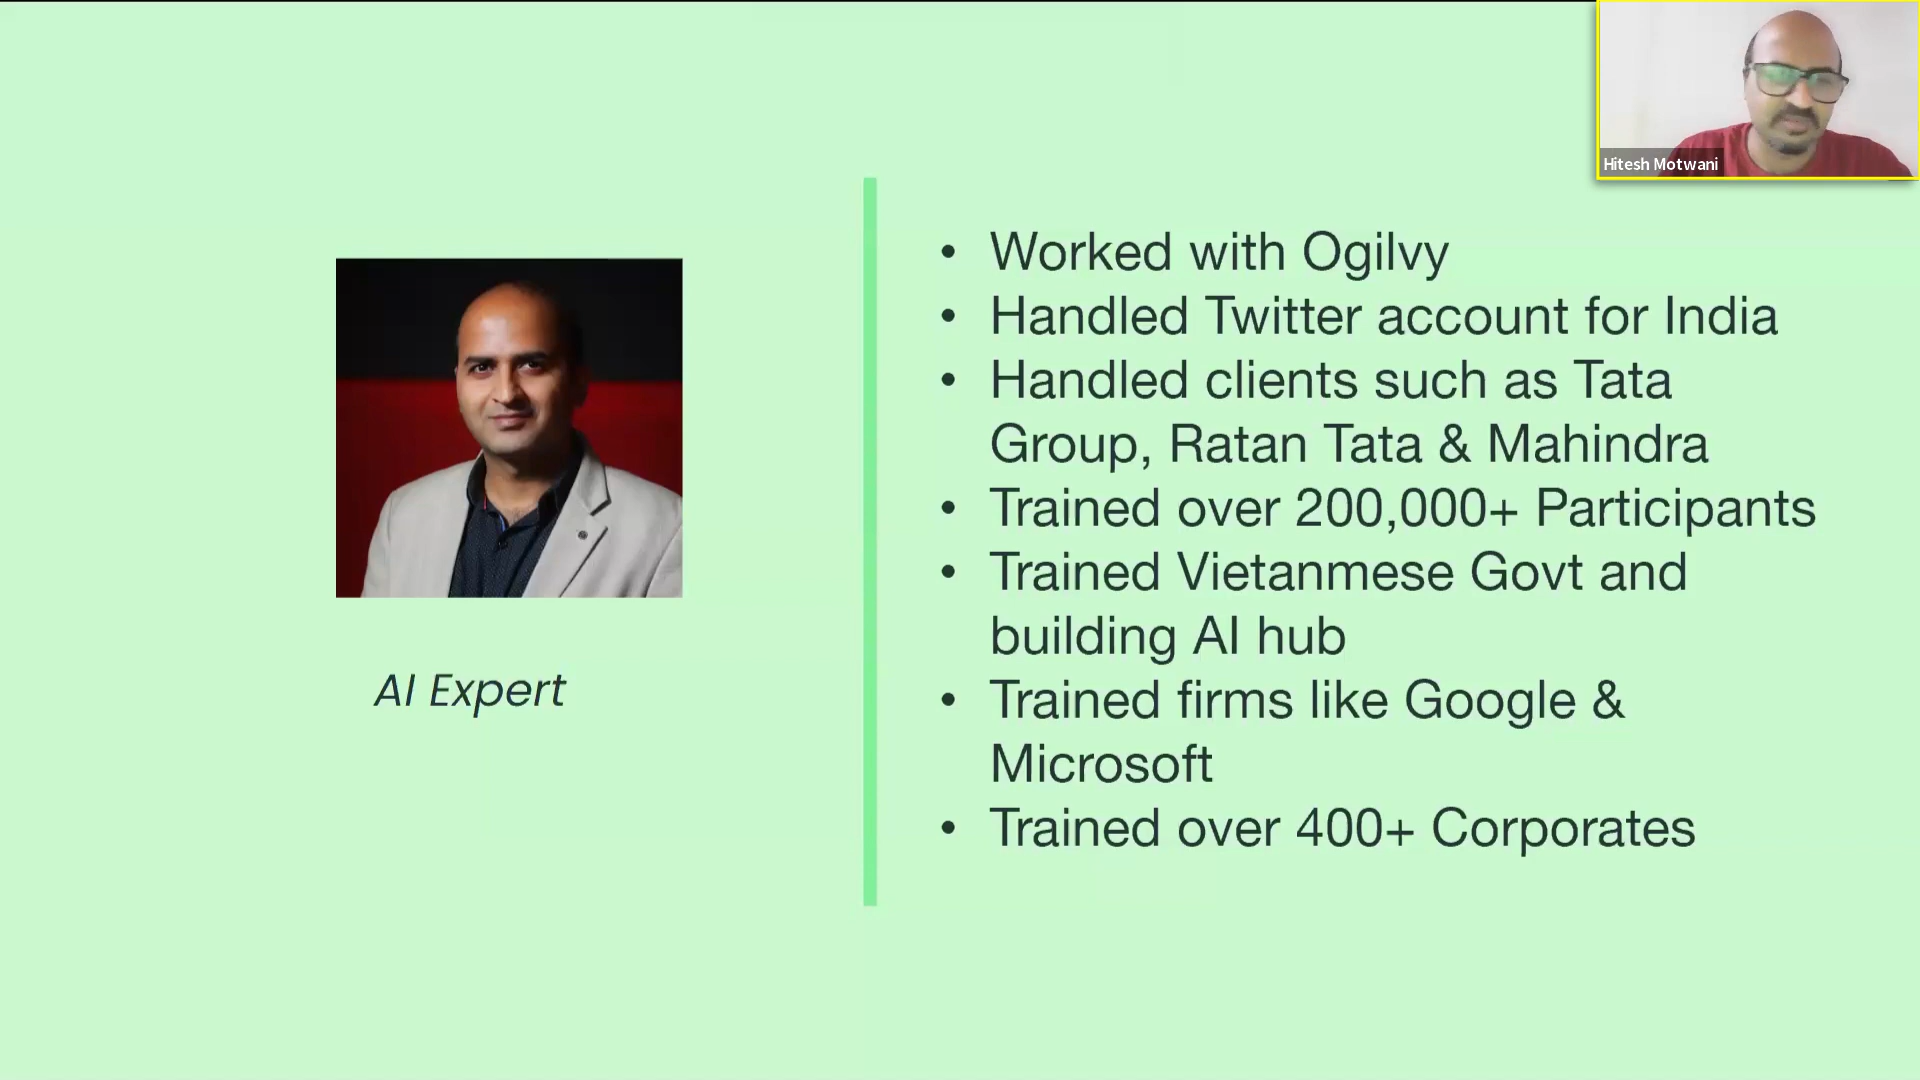 Hitesh Motwani
• Worked with Ogilvy
• Handled Twitter account for India
• Handled clients such as Tata
Group, Ratan Tata & Mahindra
• Trained over 200,000+ Participants
• Trained Vietanmese Govt and
building AI hub
• Trained firms like Google &
Microsoft
• Trained over 400+ Corporates
AI Expert